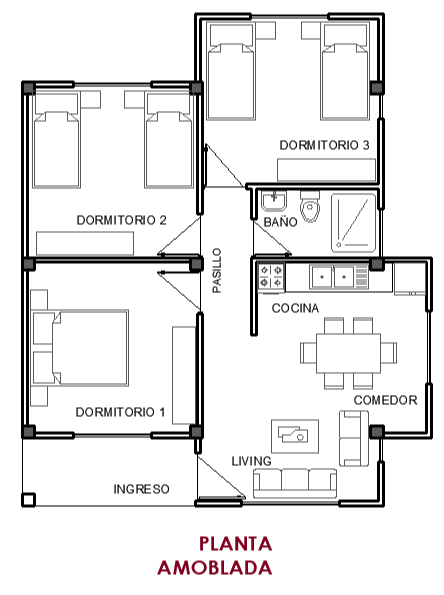 DORMITORIO 3
DORMITORIO 2
BAÑO
PASILLO
COCINA
COMEDOR
DORMITORIO 1
LIVING
INGRESO
PLANTA
AMOBLADA